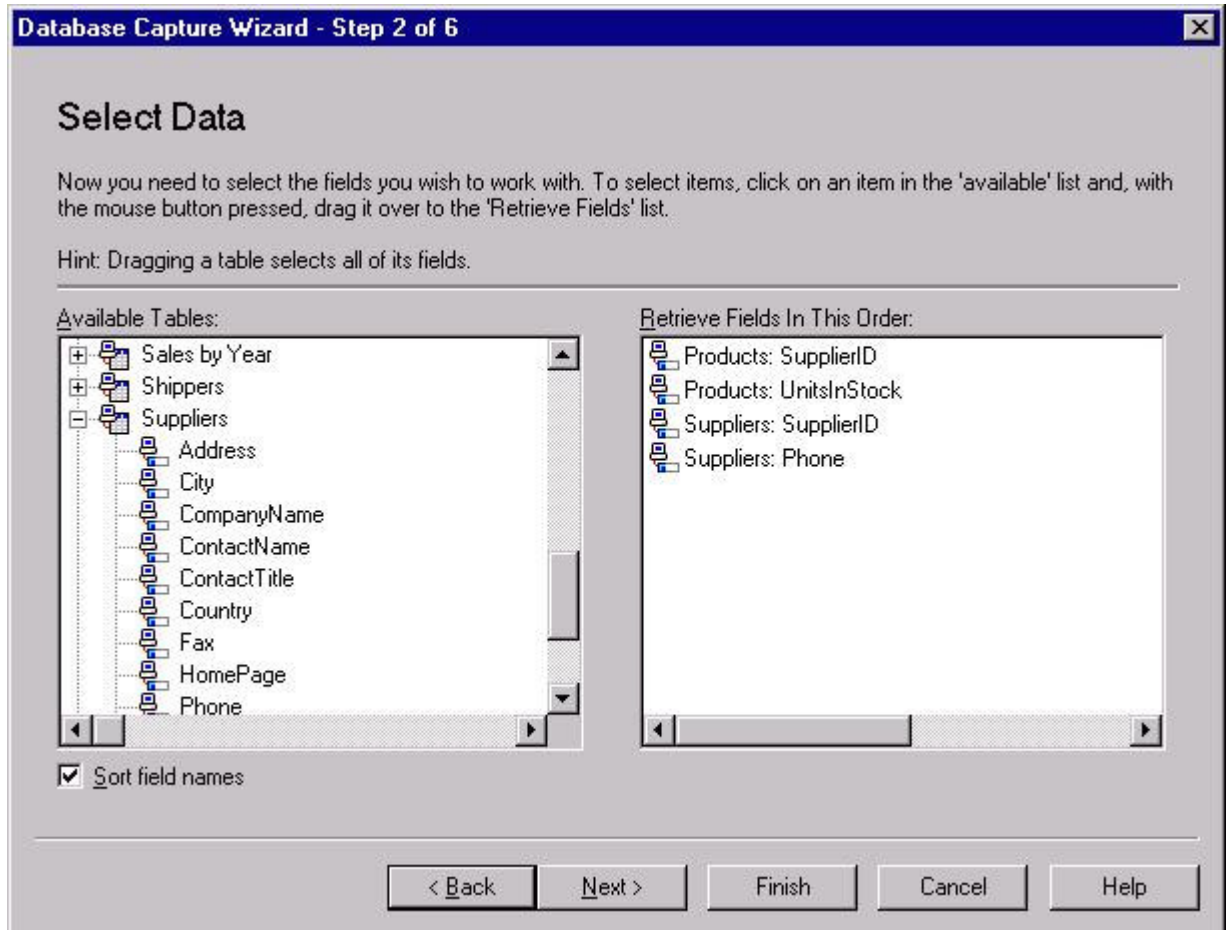 Database Capture Wizard - Step 2 of 6
Select Data
Now you need to select the fields you wish to work with. To select items, click on an item in the 'available' list and, with
the mouse button pressed, drag it over to the 'Retrieve Fields' list.
Hint: Dragging a table selects all of its fields.
Available Tables:
Sales by Year
Shippers
Suppliers
Address
City
CompanyName
ContactName
ContactTitle
Country
Fax
HomePage
Phone
Retrieve Fields In This Order:
Products: SupplierID
Products: UnitsInStock
Suppliers: SupplierID
Suppliers: Phone
Sort field names
< Back
Next >
Finish
Cancel
Help